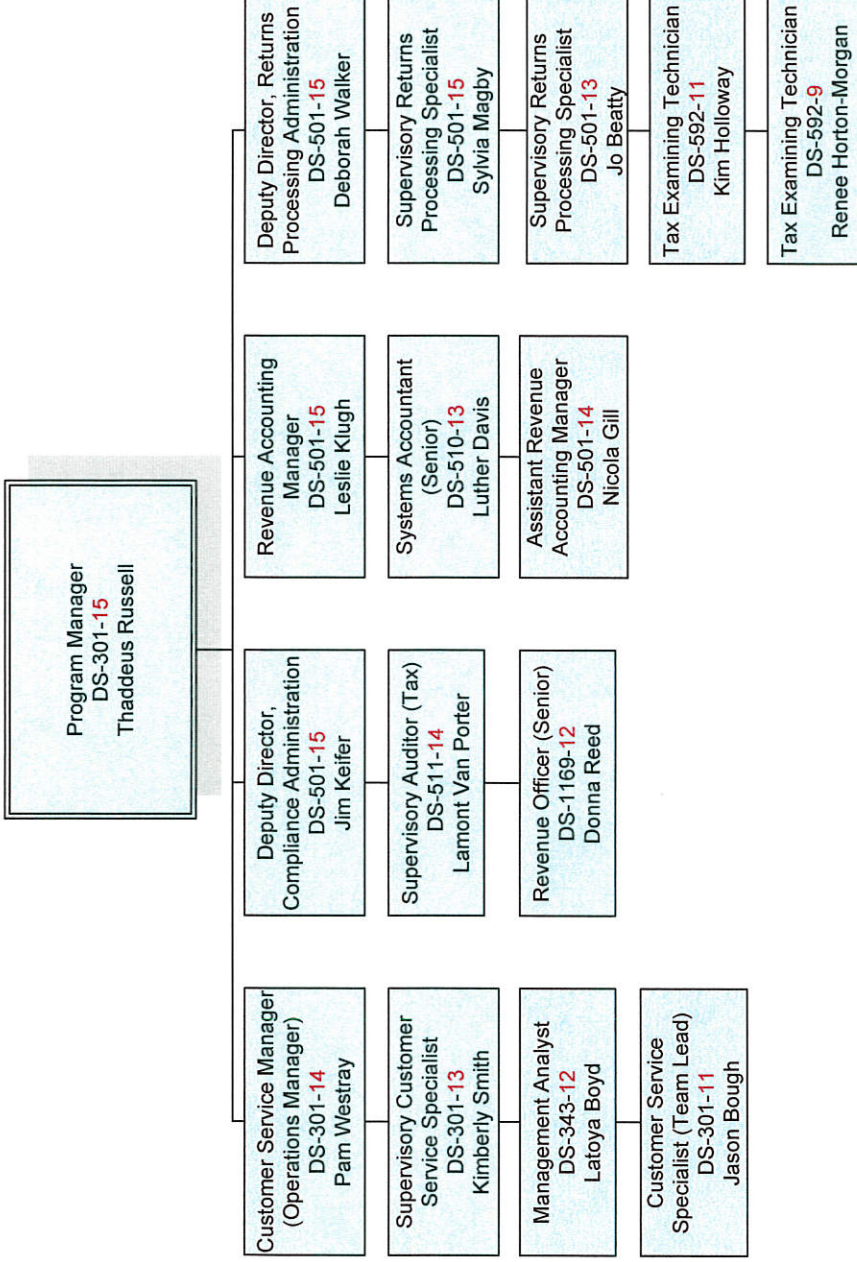 Program Manager
DS-301-15
Thaddeus Russell
Customer Service Manager
(Operations Manager)
DS-301-14
Pam Westray
Supervisory Customer
Service Specialist
DS-301-13
Kimberly Smith
Management Analyst
DS-343-12
Latoya Boyd
Customer Service
Specialist (Team Lead)
DS-301-11
Jason Bough
Deputy Director,
Compliance Administration
DS-501-15
Jim Keifer
Supervisory Auditor (Tax)
DS-511-14
Lamont Van Porter
Revenue Officer (Senior)
DS-1169-12
Donna Reed
Revenue Accounting
Manager
DS-501-15
Leslie Klugh
Systems Accountant
(Senior)
DS-510-13
Luther Davis
Assistant Revenue
Accounting Manager
DS-501-14
Nicola Gill
Deputy Director, Returns
Processing Administration
DS-501-15
Deborah Walker
Supervisory Returns
Processing Specialist
DS-501-15
Sylvia Magby
Supervisory Returns
Processing Specialist
DS-501-13
Jo Beatty
Tax Examining Technician
DS-592-11
Kim Holloway
Tax Examining Technician
DS-592-9
Renee Horton-Morgan